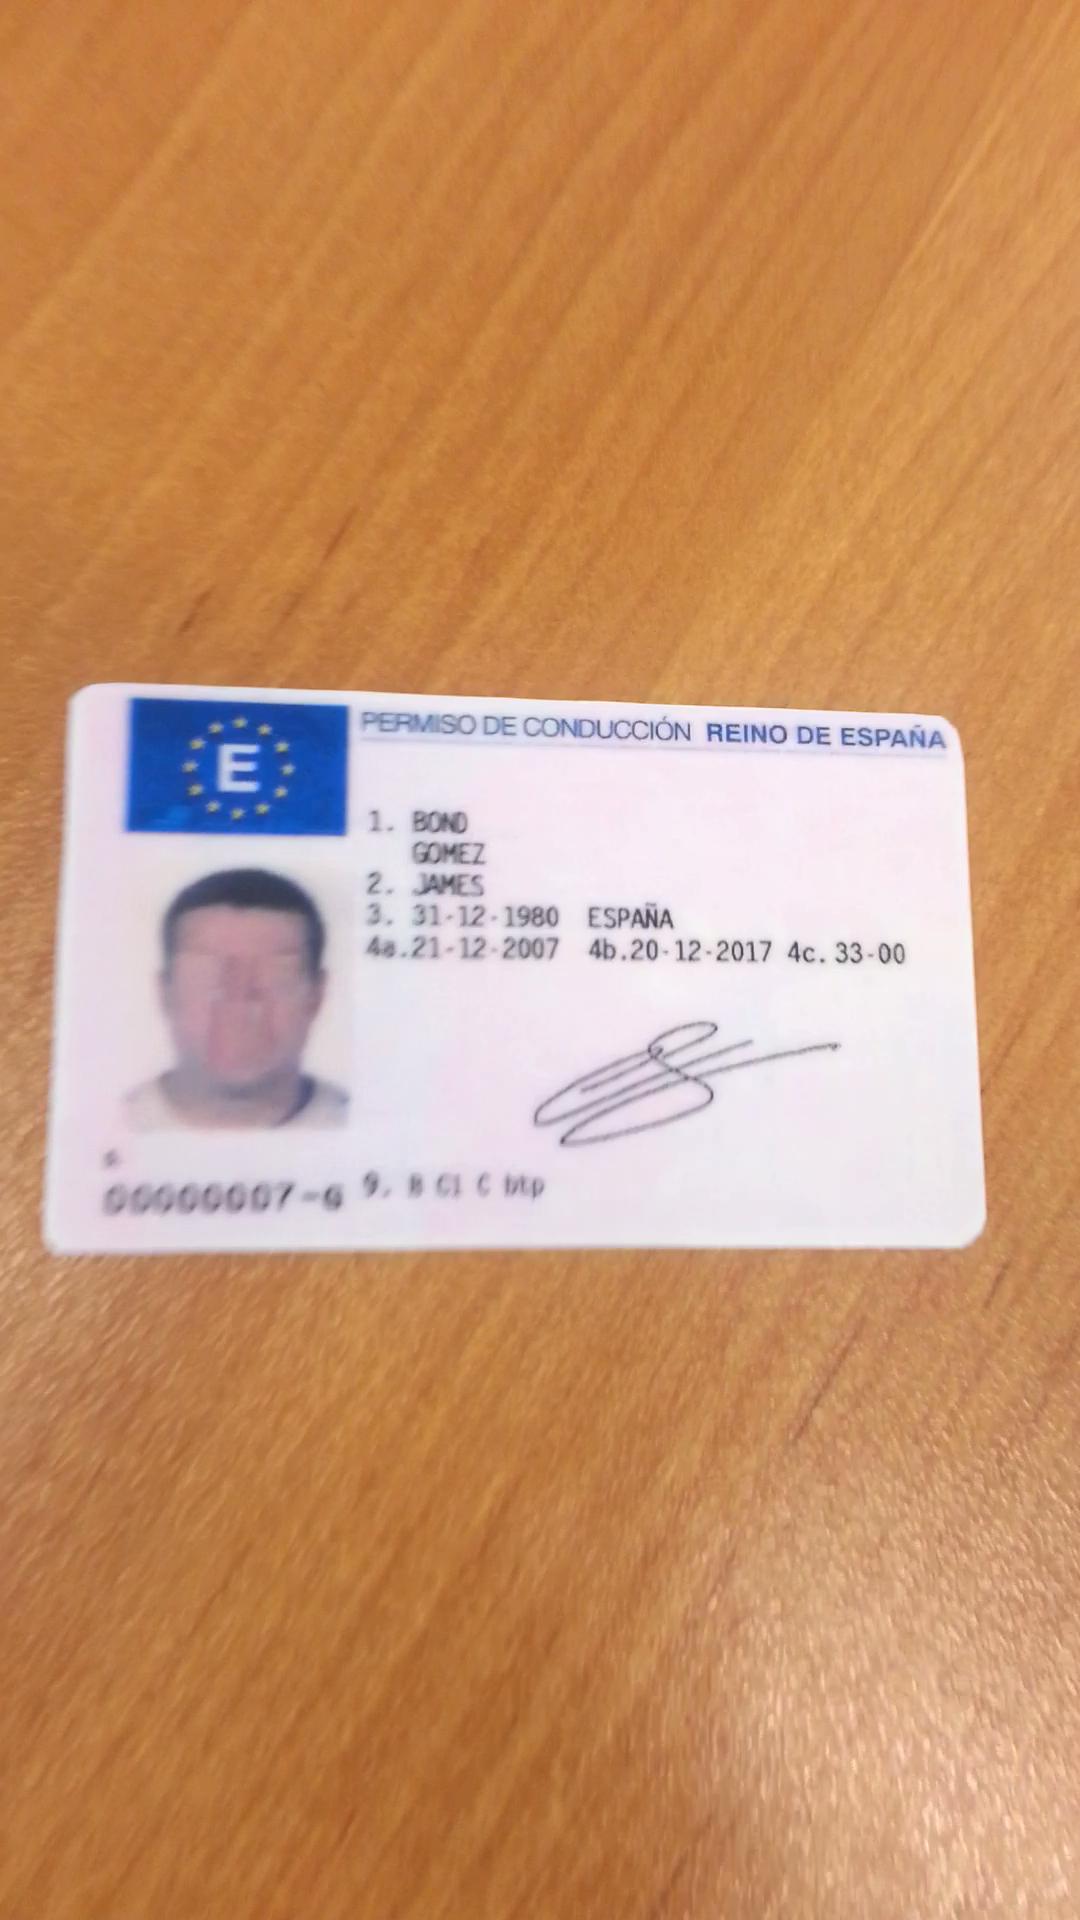 E
PERMISO DE CONDUCCIÓN REINO DE ESPAÑA
1. BOND
GOMEZ
2. JAMES
3. 31-12-1980 ESPAÑA
4a.21-12-2007 4b.20-12-2017 4c. 33-00
00000007-G 9. B C1 C btp